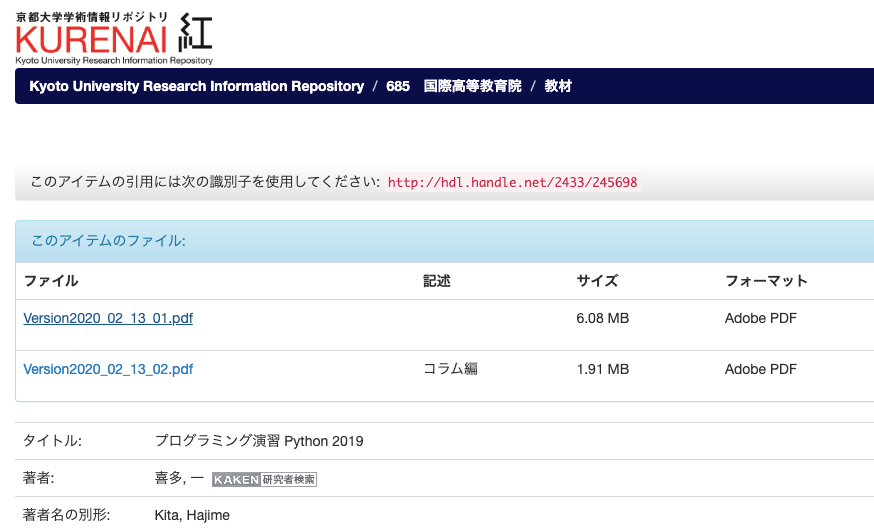 京都大学学術情報リポジトリ
KURENAI 紅
Kyoto University Research Information Repository
Kyoto University Research Information Repository / 685 国際高等教育院 / 教材
このアイテムの引用には次の識別子を使用してください: http://hdl.handle.net/2433/245698
このアイテムのファイル:
ファイル 記述 サイズ フォーマット
Version2020_02_13_01.pdf 6.08 MB Adobe PDF
Version2020_02_13_02.pdf コラム編 1.91 MB Adobe PDF
タイトル: プログラミング演習 Python 2019
著者: 喜多, 一 KAKEN 研究者検索
著者名の別形: Kita, Hajime